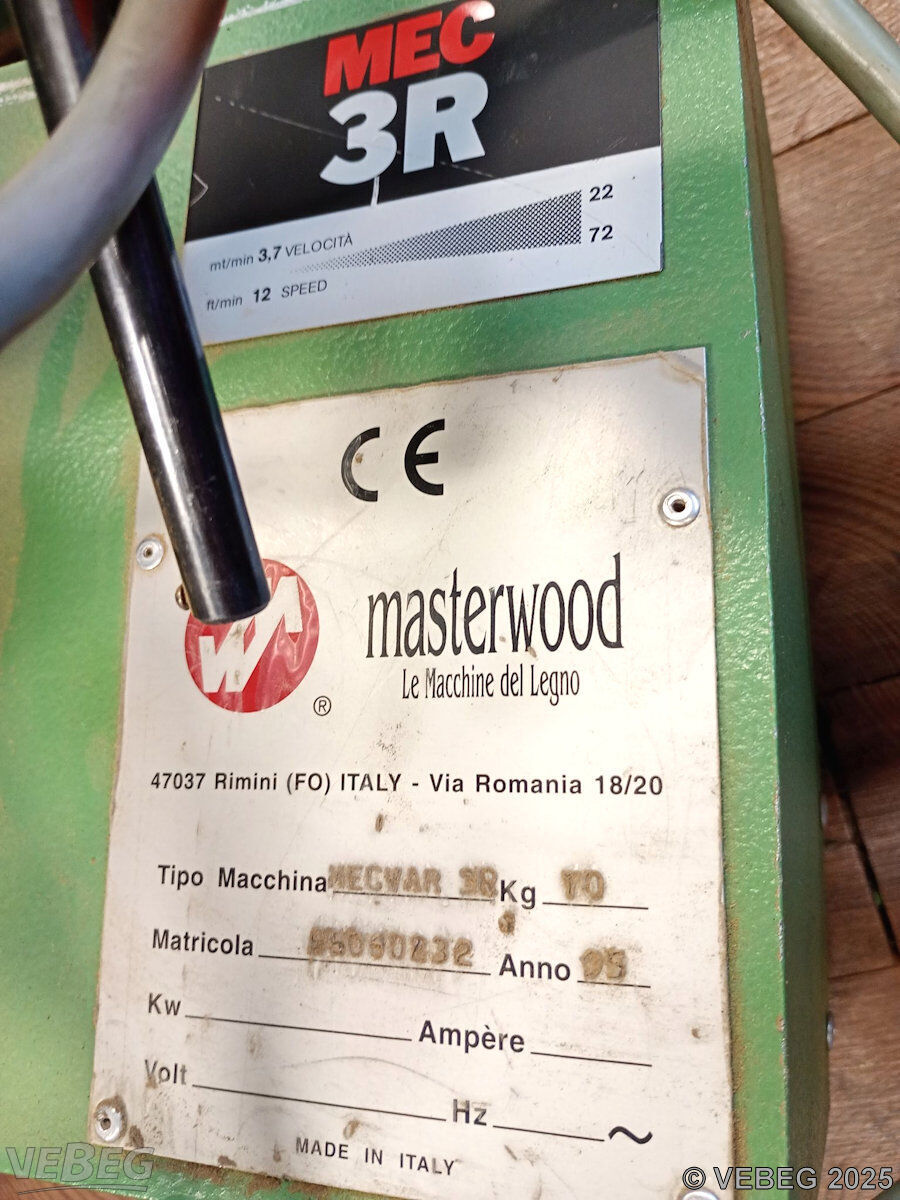 MEC
3R
22
mt/min 3,7 VELOCITÀ
72
ft/min 12 SPEED
CE
masterwood
Le Macchine del Legno
®
47037 Rimini (FO) ITALY - Via Romania 18/20
Tipo Macchina MECVAR 3R Kg 70
Matricola Anno 95
Kw Ampère
Volt Hz ~
MADE IN ITALY
VEBEG
© VEBEG 2025